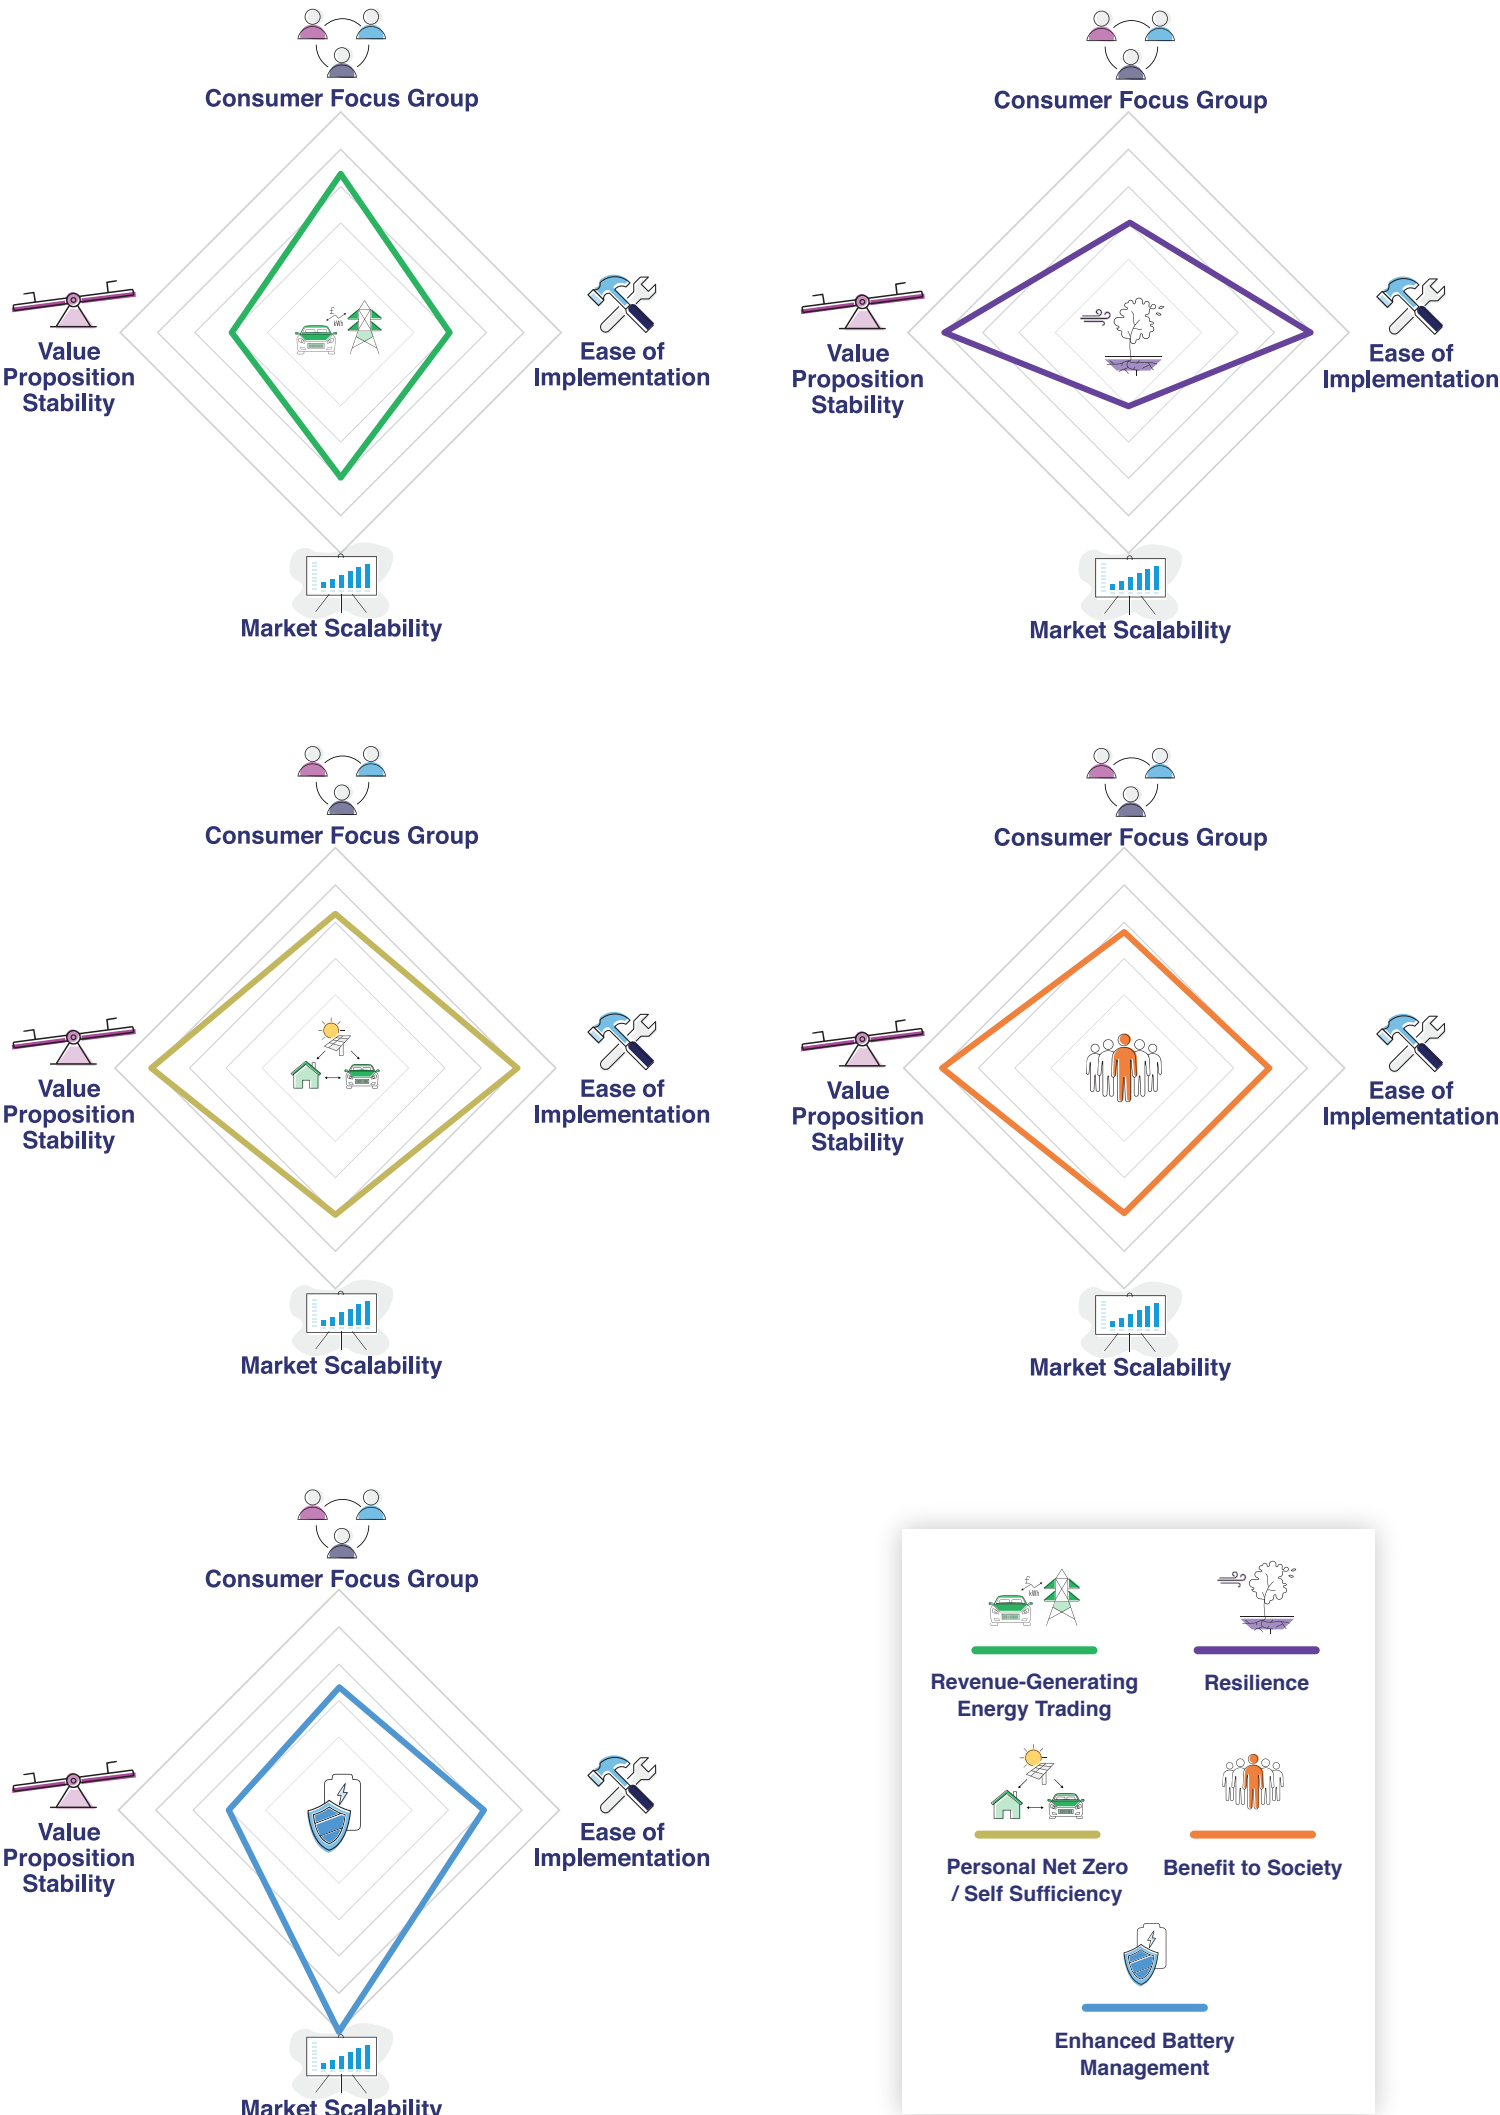 Consumer Focus Group
Value
Proposition
Stability
£
kWh
Ease of
Implementation
Market Scalability
Consumer Focus Group
Value
Proposition
Stability
Ease of
Implementation
Market Scalability
Consumer Focus Group
Value
Proposition
Stability
Ease of
Implementation
Market Scalability
Consumer Focus Group
Value
Proposition
Stability
Ease of
Implementation
Market Scalability
Consumer Focus Group
Value
Proposition
Stability
Ease of
Implementation
Market Scalability
£
kWh
Revenue-Generating
Energy Trading
Resilience
Personal Net Zero
/ Self Sufficiency
Benefit to Society
Enhanced Battery
Management